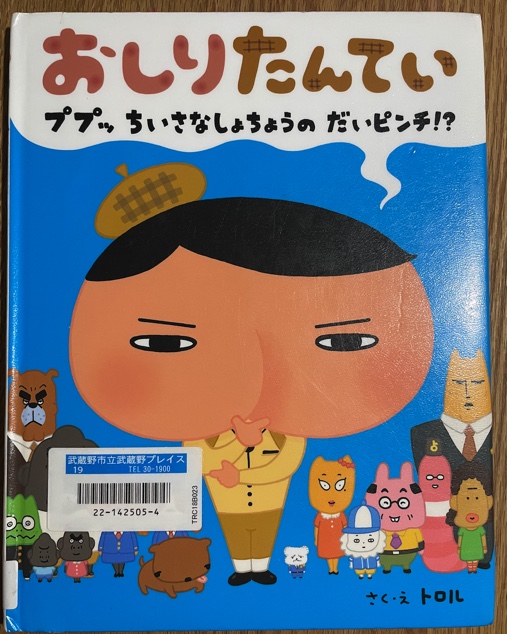 おしりたんてい
ププッ ちいさなしょちょうの だいピンチ!?
武蔵野市立武蔵野プレイス
19 TEL 30-1900
22-142505-4
TRC18B023
さく・え トロル